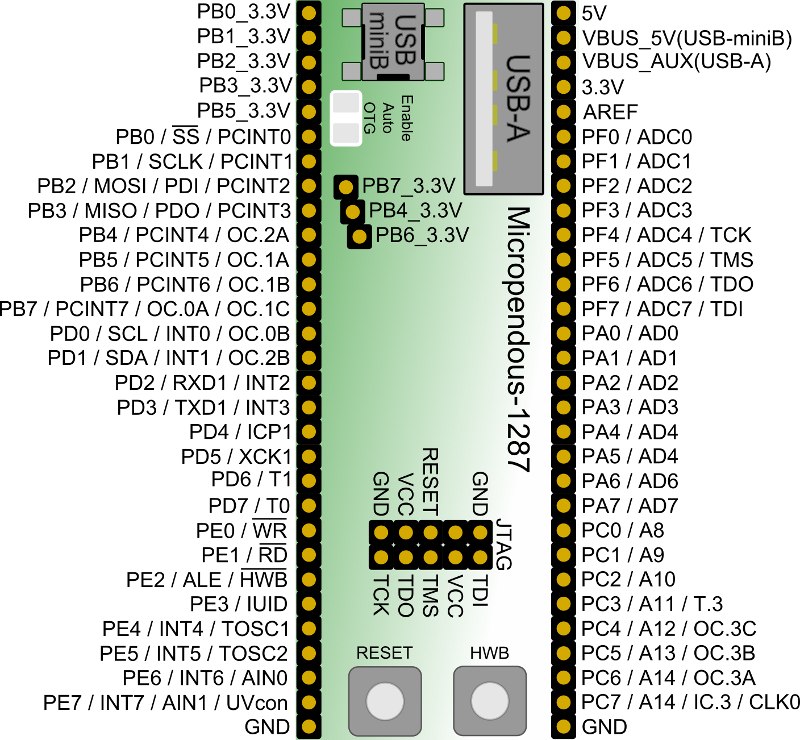 PB0_3.3V
PB1_3.3V
PB2_3.3V
PB3_3.3V
PB5_3.3V
PB0 / SS / PCINT0
PB1 / SCLK / PCINT1
PB2 / MOSI / PDI / PCINT2
PB3 / MISO / PDO / PCINT3
PB4 / PCINT4 / OC.2A
PB5 / PCINT5 / OC.1A
PB6 / PCINT6 / OC.1B
PB7 / PCINT7 / OC.0A / OC.1C
PD0 / SCL / INT0 / OC.0B
PD1 / SDA / INT1 / OC.2B
PD2 / RXD1 / INT2
PD3 / TXD1 / INT3
PD4 / ICP1
PD5 / XCK1
PD6 / T1
PD7 / T0
PE0 / WR
PE1 / RD
PE2 / ALE / HWB
PE3 / IUID
PE4 / INT4 / TOSC1
PE5 / INT5 / TOSC2
PE6 / INT6 / AIN0
PE7 / INT7 / AIN1 / UVcon
GND
USB
miniB
USB-A
Enable
Auto
OTG
PB7_3.3V
PB4_3.3V
PB6_3.3V
Micropendous-1287
GND
VCC
RESET
GND
JTAG
TCK
TDO
TMS
VCC
TDI
RESET
HWB
5V
VBUS_5V(USB-miniB)
VBUS_AUX(USB-A)
3.3V
AREF
PF0 / ADC0
PF1 / ADC1
PF2 / ADC2
PF3 / ADC3
PF4 / ADC4 / TCK
PF5 / ADC5 / TMS
PF6 / ADC6 / TDO
PF7 / ADC7 / TDI
PA0 / AD0
PA1 / AD1
PA2 / AD2
PA3 / AD3
PA4 / AD4
PA5 / AD4
PA6 / AD6
PA7 / AD7
PC0 / A8
PC1 / A9
PC2 / A10
PC3 / A11 / T.3
PC4 / A12 / OC.3C
PC5 / A13 / OC.3B
PC6 / A14 / OC.3A
PC7 / A14 / IC.3 / CLK0
GND